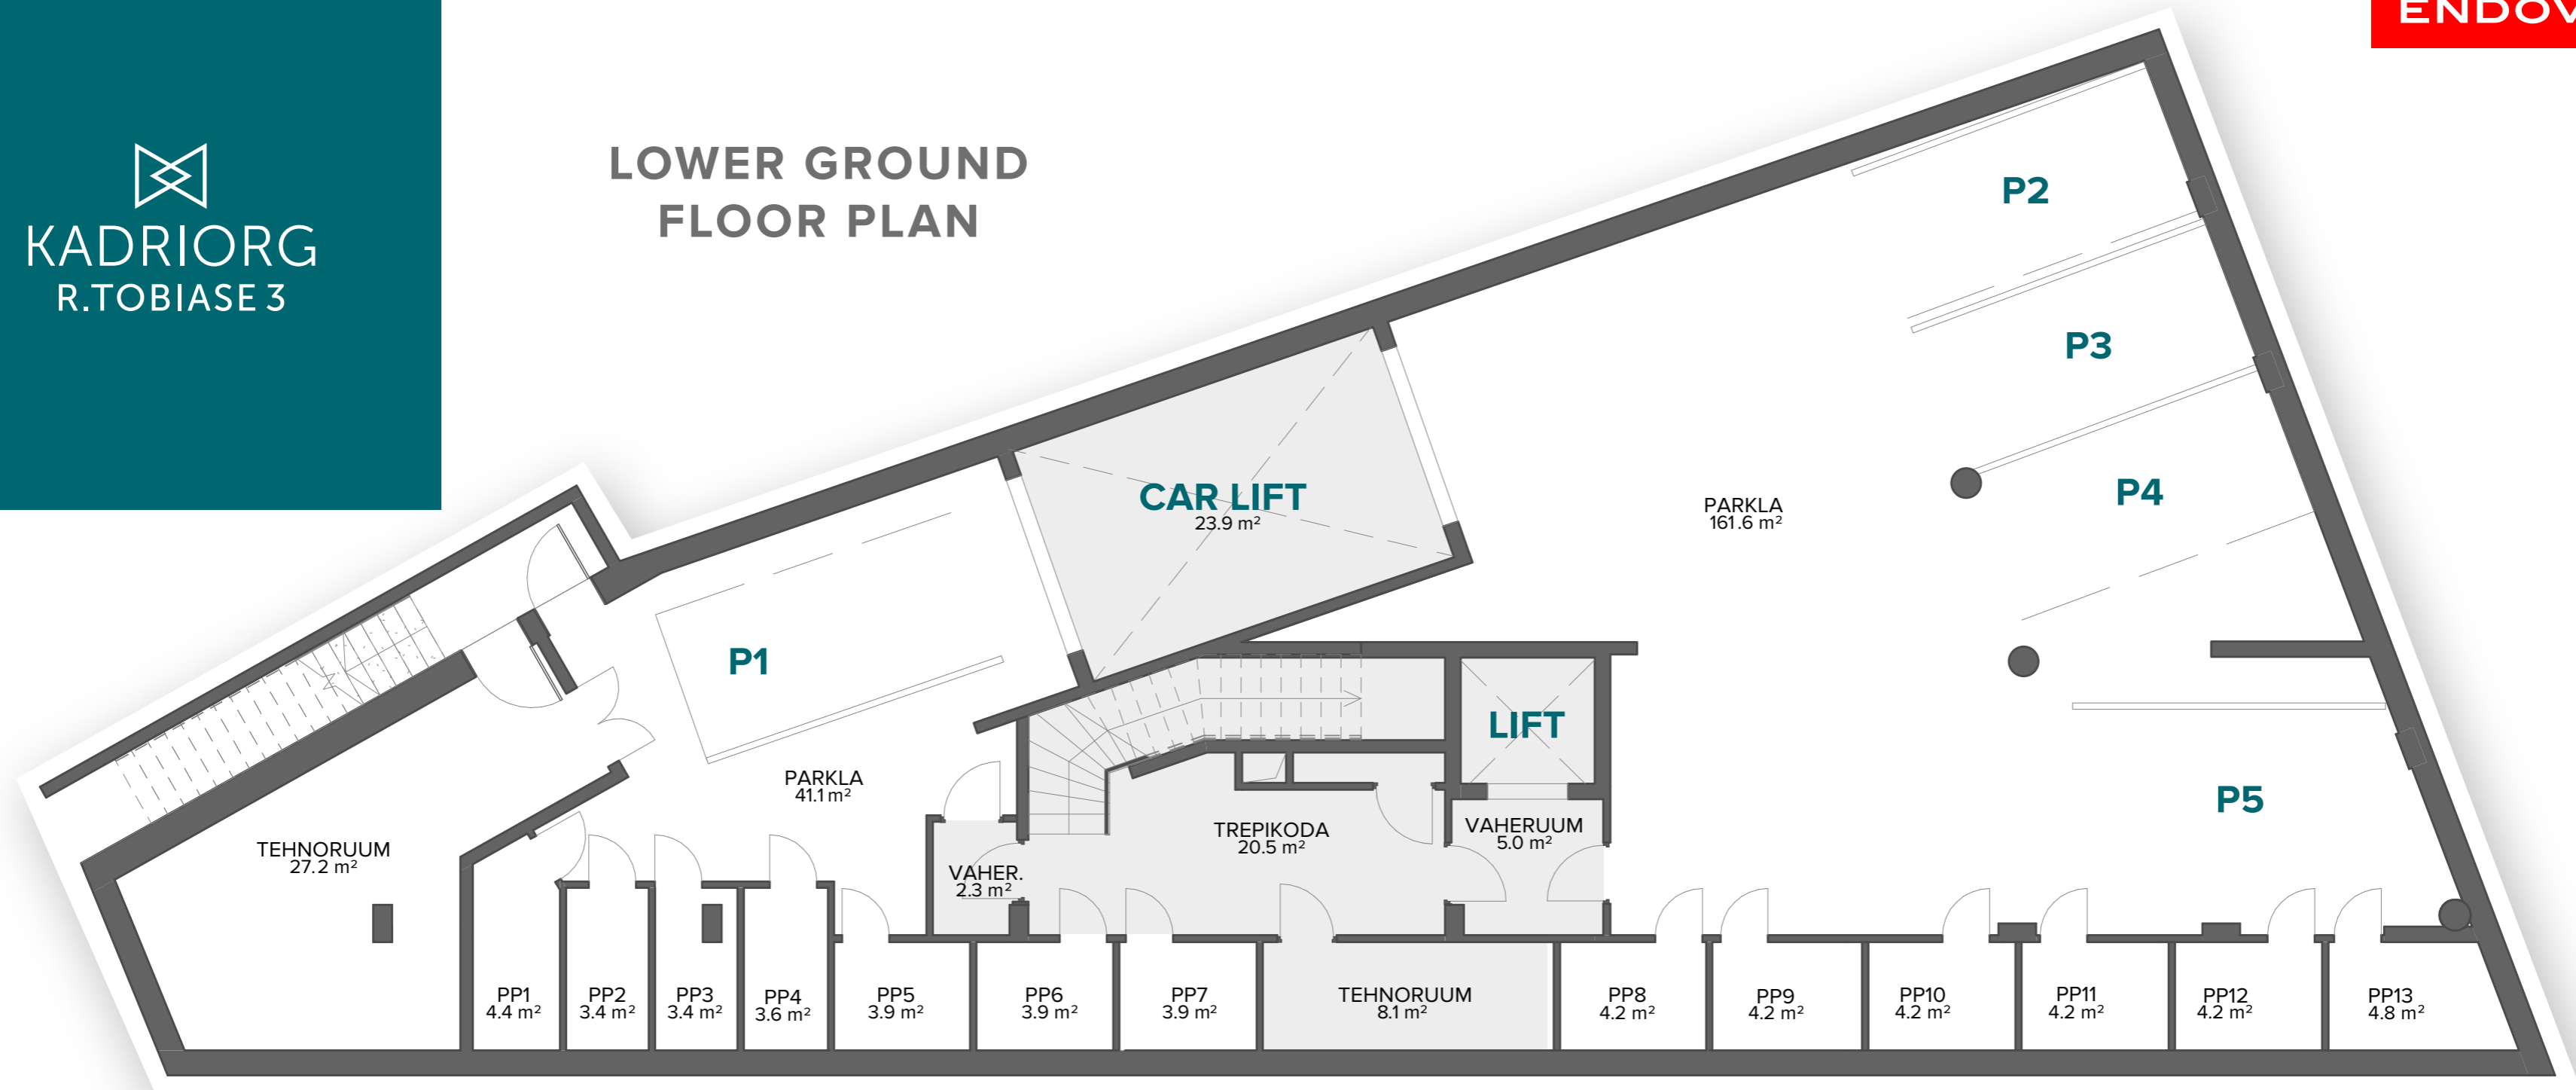 ENDOV
KADRIORG
R.TOBIASE 3
LOWER GROUND
FLOOR PLAN
P2
P3
P4
P5
CAR LIFT
23.9 m²
PARKLA
161.6 m²
P1
LIFT
PARKLA
41.1 m²
TEHNORUUM
27.2 m²
VAHER.
2.3 m²
TREPIKODA
20.5 m²
VAHERUUM
5.0 m²
PP1
4.4 m²
PP2
3.4 m²
PP3
3.4 m²
PP4
3.6 m²
PP5
3.9 m²
PP6
3.9 m²
PP7
3.9 m²
TEHNORUUM
8.1 m²
PP8
4.2 m²
PP9
4.2 m²
PP10
4.2 m²
PP11
4.2 m²
PP12
4.2 m²
PP13
4.8 m²